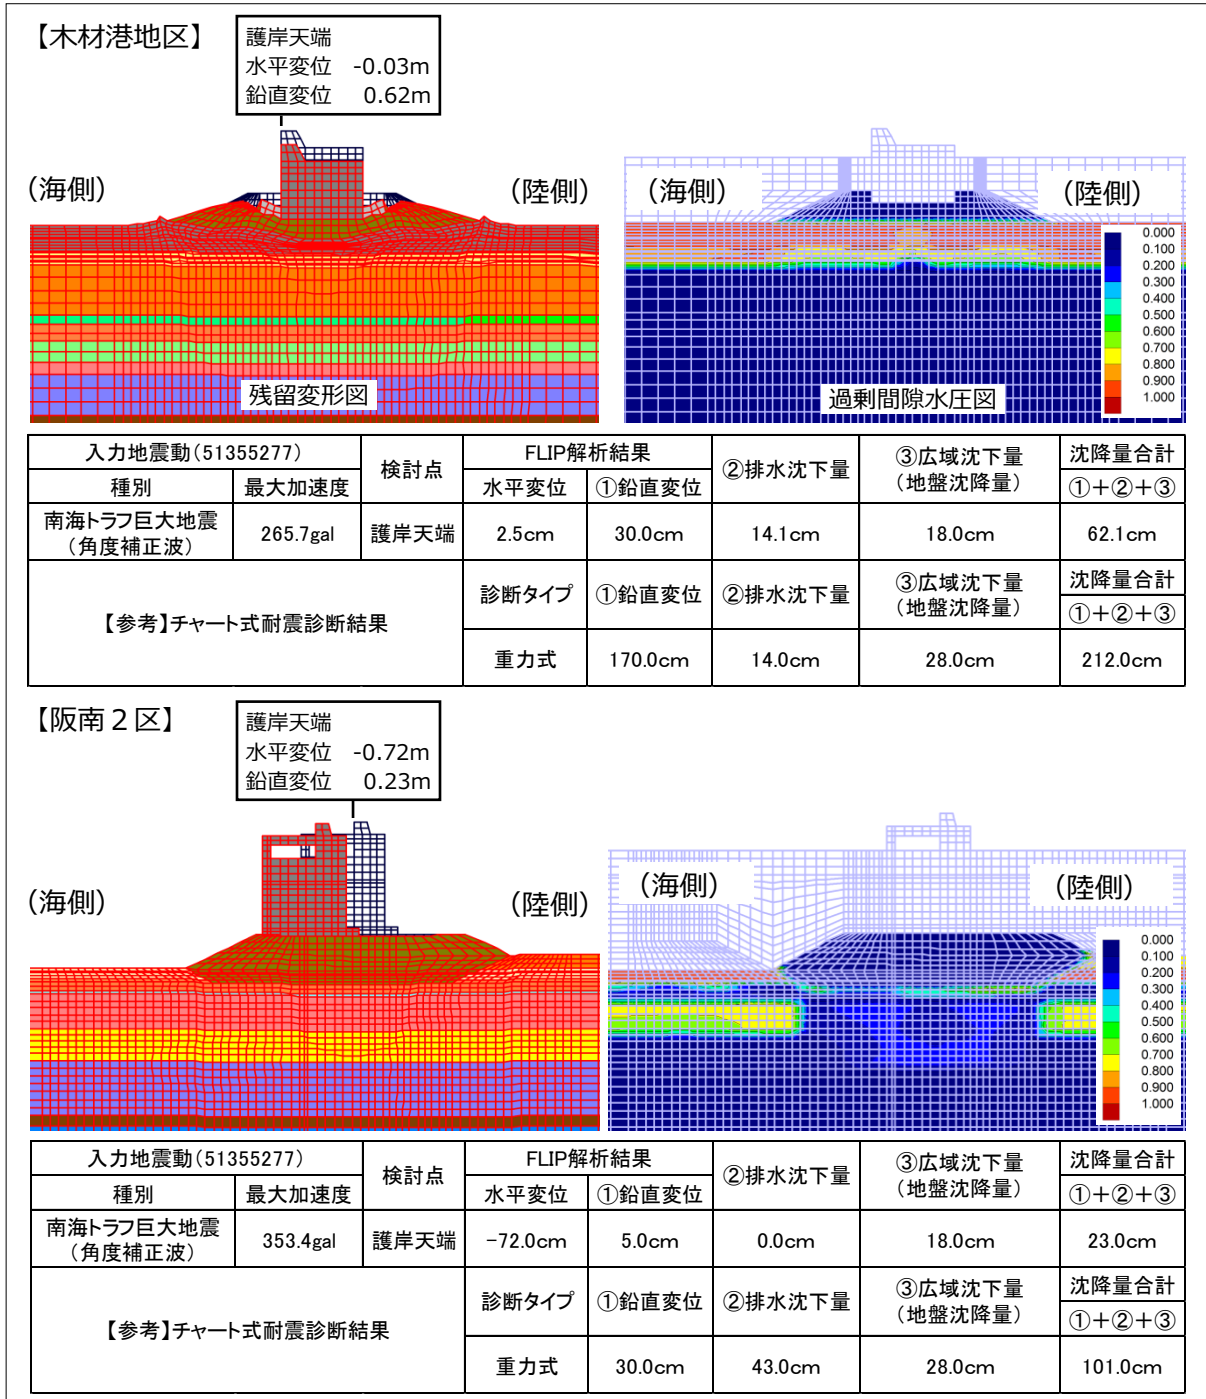 【木材港地区】
護岸天端
水平変位 -0.03m
鉛直変位 0.62m
(海側)
(陸側)
残留変形図
(海側)
(陸側)
0.000
0.100
0.200
0.300
0.400
0.500
0.600
0.700
0.800
0.900
1.000
過剰間隙水圧図
入力地震動(51355277) 検討点 FLIP解析結果 ②排水沈下量 ③広域沈下量(地盤沈降量) 沈降量合計
種別 最大加速度 水平変位 ①鉛直変位 ①+②+③
南海トラフ巨大地震(角度補正波) 265.7gal 護岸天端 2.5cm 30.0cm 14.1cm 18.0cm 62.1cm
【参考】チャート式耐震診断結果 診断タイプ ①鉛直変位 ②排水沈下量 ③広域沈下量(地盤沈降量) 沈降量合計
①+②+③
重力式 170.0cm 14.0cm 28.0cm 212.0cm
【阪南2区】
護岸天端
水平変位 -0.72m
鉛直変位 0.23m
(海側)
(陸側)
(海側)
(陸側)
0.000
0.100
0.200
0.300
0.400
0.500
0.600
0.700
0.800
0.900
1.000
入力地震動(51355277) 検討点 FLIP解析結果 ②排水沈下量 ③広域沈下量(地盤沈降量) 沈降量合計
種別 最大加速度 水平変位 ①鉛直変位 ①+②+③
南海トラフ巨大地震(角度補正波) 353.4gal 護岸天端 -72.0cm 5.0cm 0.0cm 18.0cm 23.0cm
【参考】チャート式耐震診断結果 診断タイプ ①鉛直変位 ②排水沈下量 ③広域沈下量(地盤沈降量) 沈降量合計
①+②+③
重力式 30.0cm 43.0cm 28.0cm 101.0cm